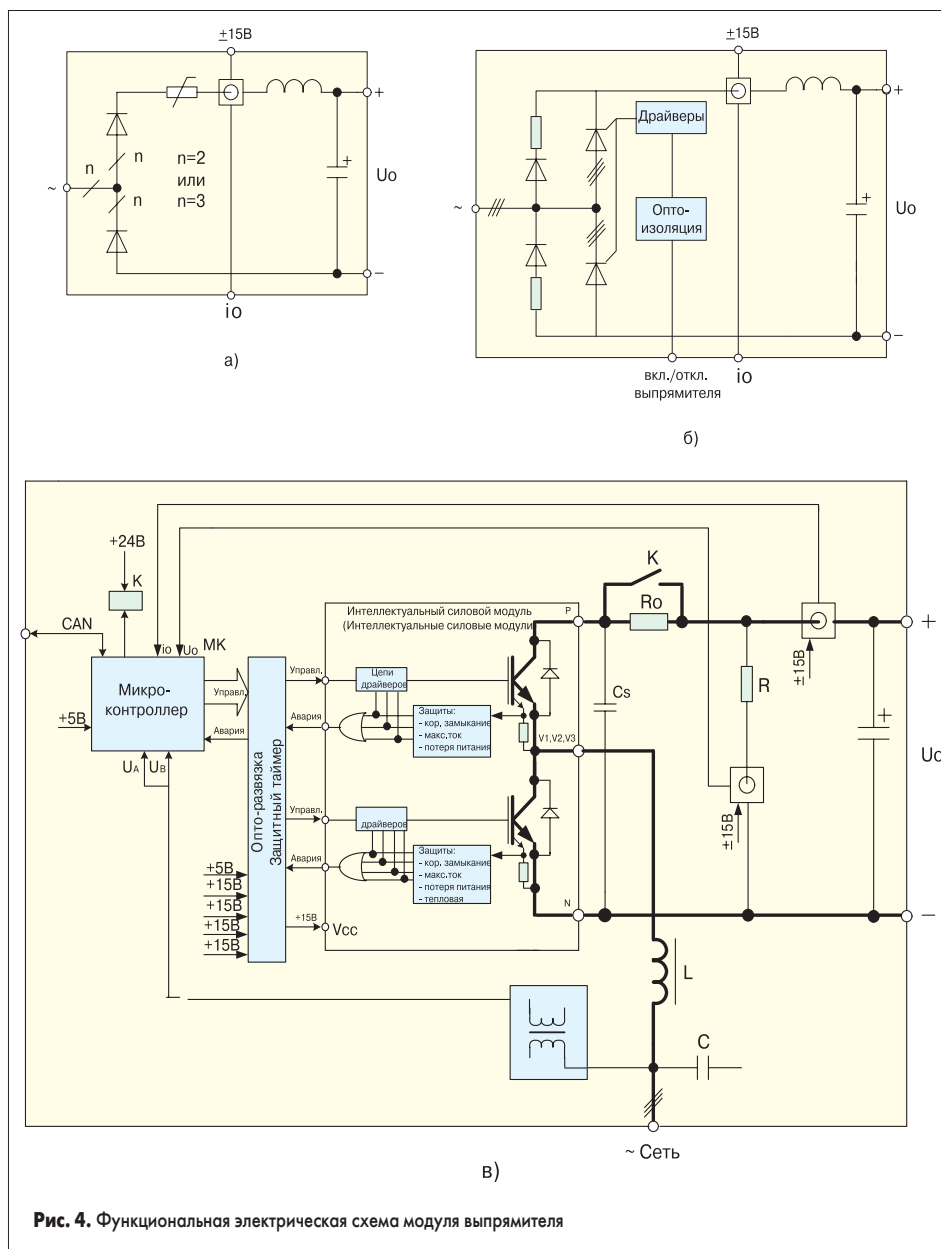 ±15В
+
~
n
n
n
n=2
или
n=3
Uo
−
io
а)
±15В
+
Драйверы
Опто-
изоляция
~
Uo
−
вкл./откл.
выпрямителя
io
б)
+24В
K
CAN
io
Uo
МК
Микро-
контроллер
Управл.
Авария
+5В
UА
UВ
Опто-развязка
Защитный таймер
+5В
+15В
+15В
+15В
+15В
Управл.
Авария
Управл.
Авария
+15В
Vcc
Интеллектуальный силовой модуль
(Интеллектуальные силовые модули
P
Цепи
драйверов
Защиты:
- кор. замыкание
- макс.ток
- потеря питания
V1,V2,V3
драйверов
Защиты:
- кор. замыкание
- макс.ток
- потеря питания
- тепловая
N
K
Ro
Cs
R
±15В
±15В
+
Uo
−
L
C
~ Сеть
в)
Рис. 4. Функциональная электрическая схема модуля выпрямителя